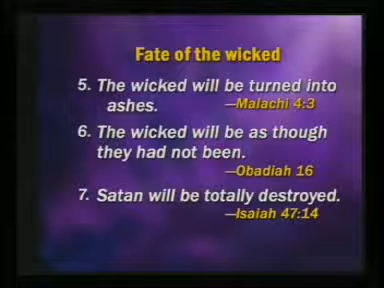 Fate of the wicked
5. The wicked will be turned into
ashes. —Malachi 4:3
6. The wicked will be as though
they had not been.
—Obadiah 16
7. Satan will be totally destroyed.
—Isaiah 47:14